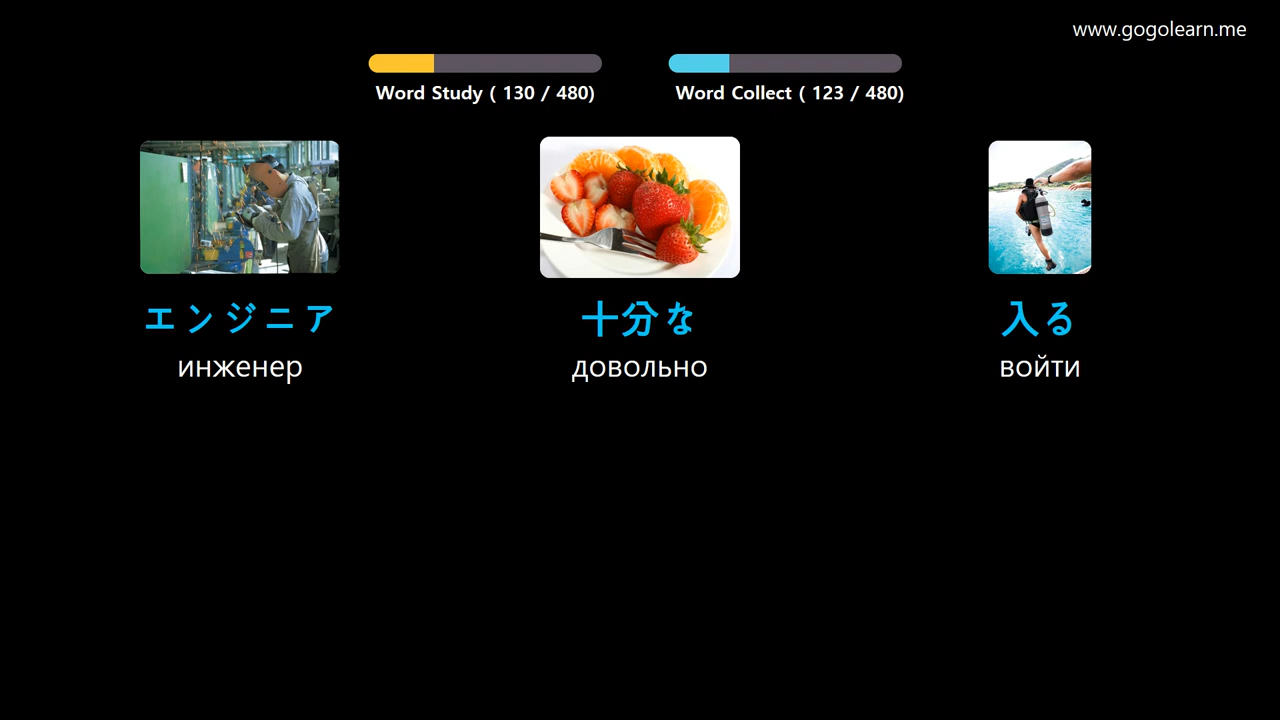 www.gogolearn.me
Word Study ( 130 / 480)
Word Collect ( 123 / 480)
エンジニア
十分な
入る
инженер
довольно
войти